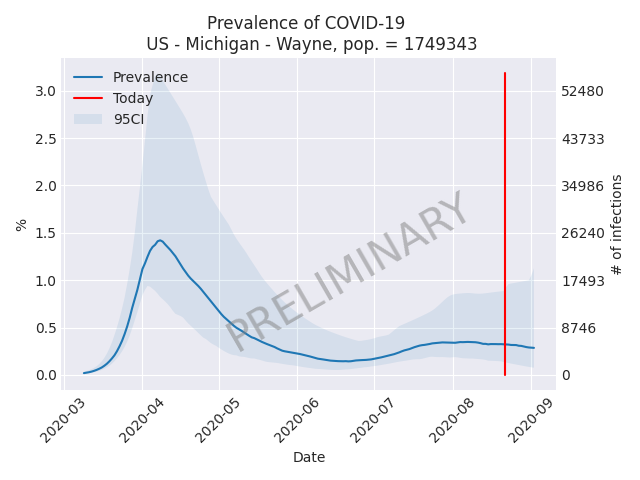 Prevalence of COVID-19
US - Michigan - Wayne, pop. = 1749343
Prevalence
Today
95CI
PRELIMINARY
3.0
2.5
2.0
1.5
1.0
0.5
0.0
%
52480
43733
34986
26240
17493
8746
0
# of infections
2020-03
2020-04
2020-05
2020-06
2020-07
2020-08
2020-09
Date